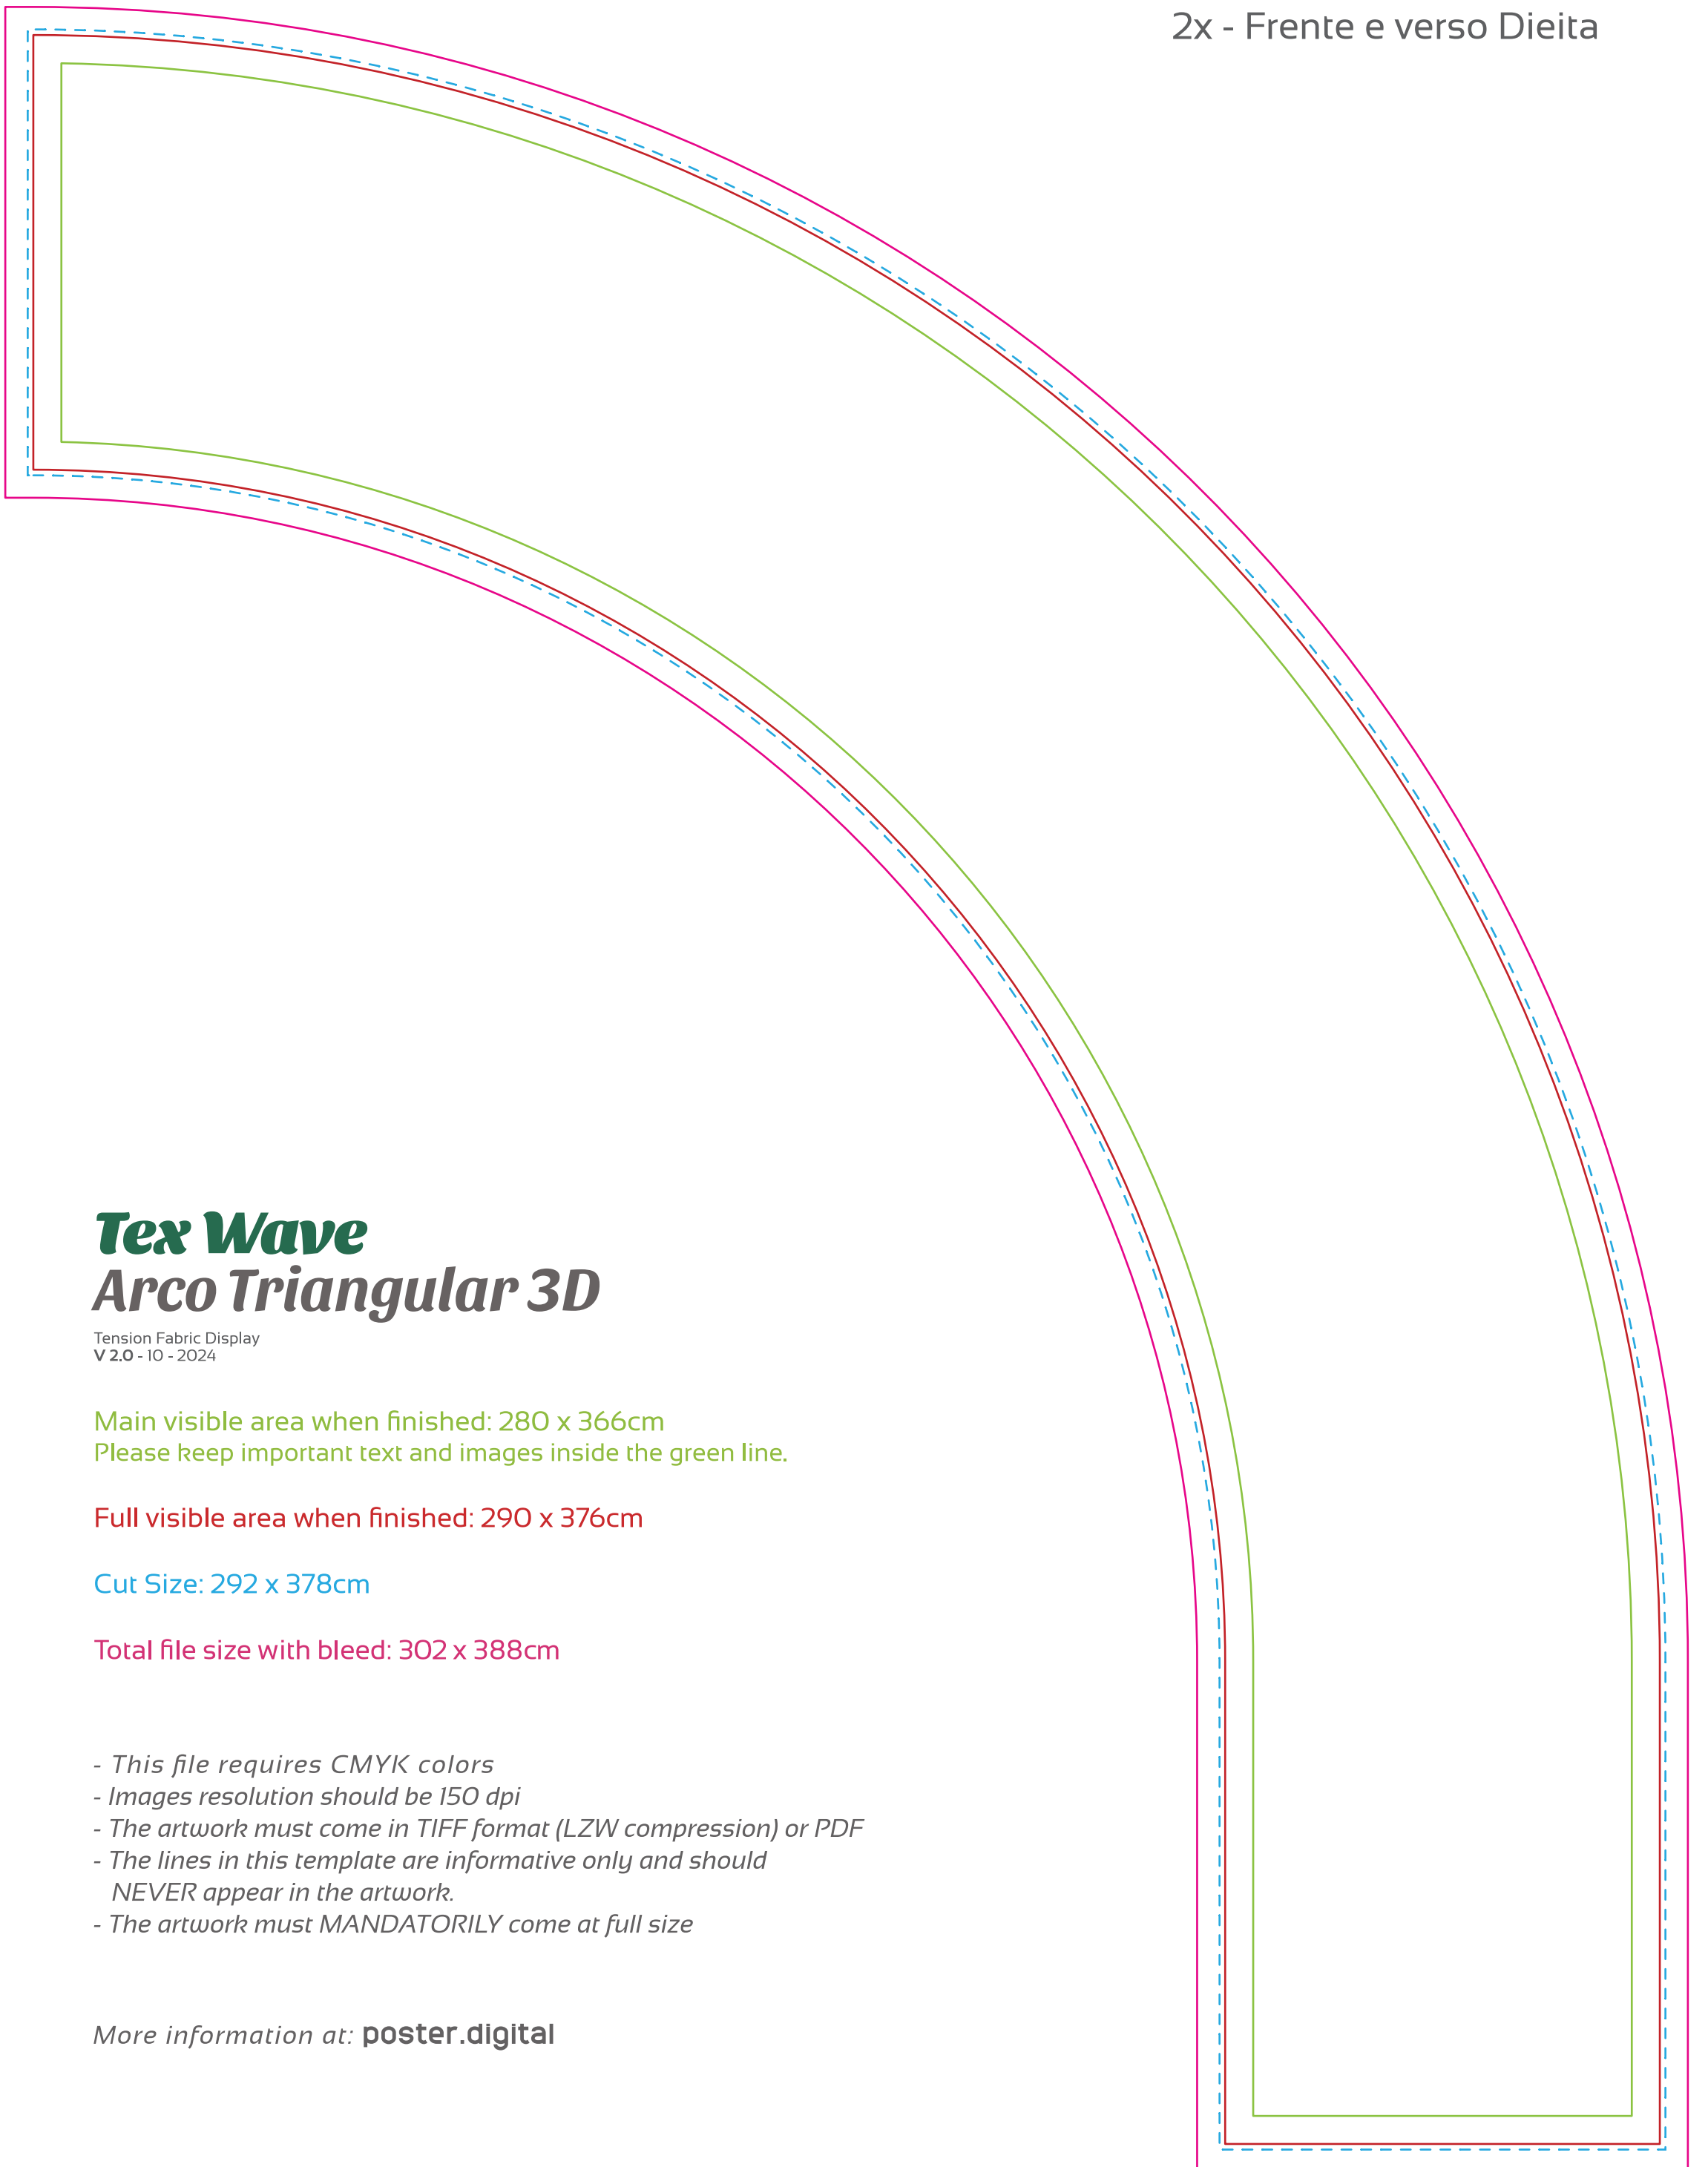 2x - Frente e verso Dieita
Tex Wave
Arco Triangular 3D
Tension Fabric Display
V 2.0 - 10 - 2024
Main visible area when finished: 280 x 366cm
Please keep important text and images inside the green line.
Full visible area when finished: 290 x 376cm
Cut Size: 292 x 378cm
Total file size with bleed: 302 x 388cm
- This file requires CMYK colors
- Images resolution should be 150 dpi
- The artwork must come in TIFF format (LZW compression) or PDF
- The lines in this template are informative only and should
NEVER appear in the artwork.
- The artwork must MANDATORILY come at full size
More information at: poster.digital